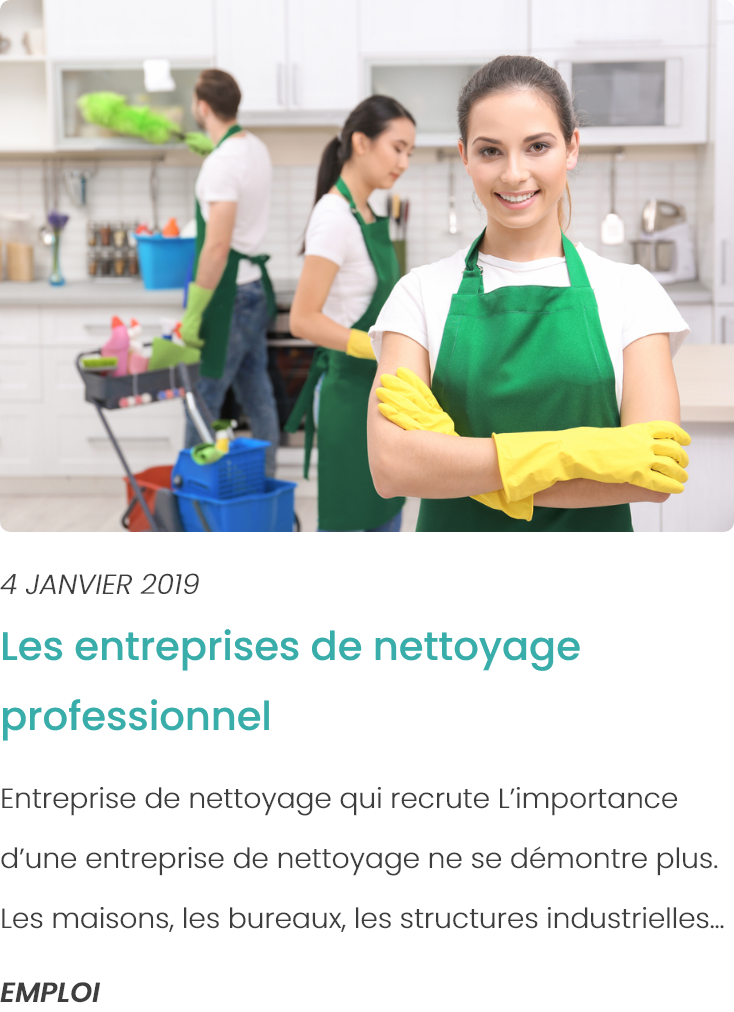 4 JANVIER 2019
Les entreprises de nettoyage
professionnel
Entreprise de nettoyage qui recrute L’importance
d’une entreprise de nettoyage ne se démontre plus.
Les maisons, les bureaux, les structures industrielles...
EMPLOI